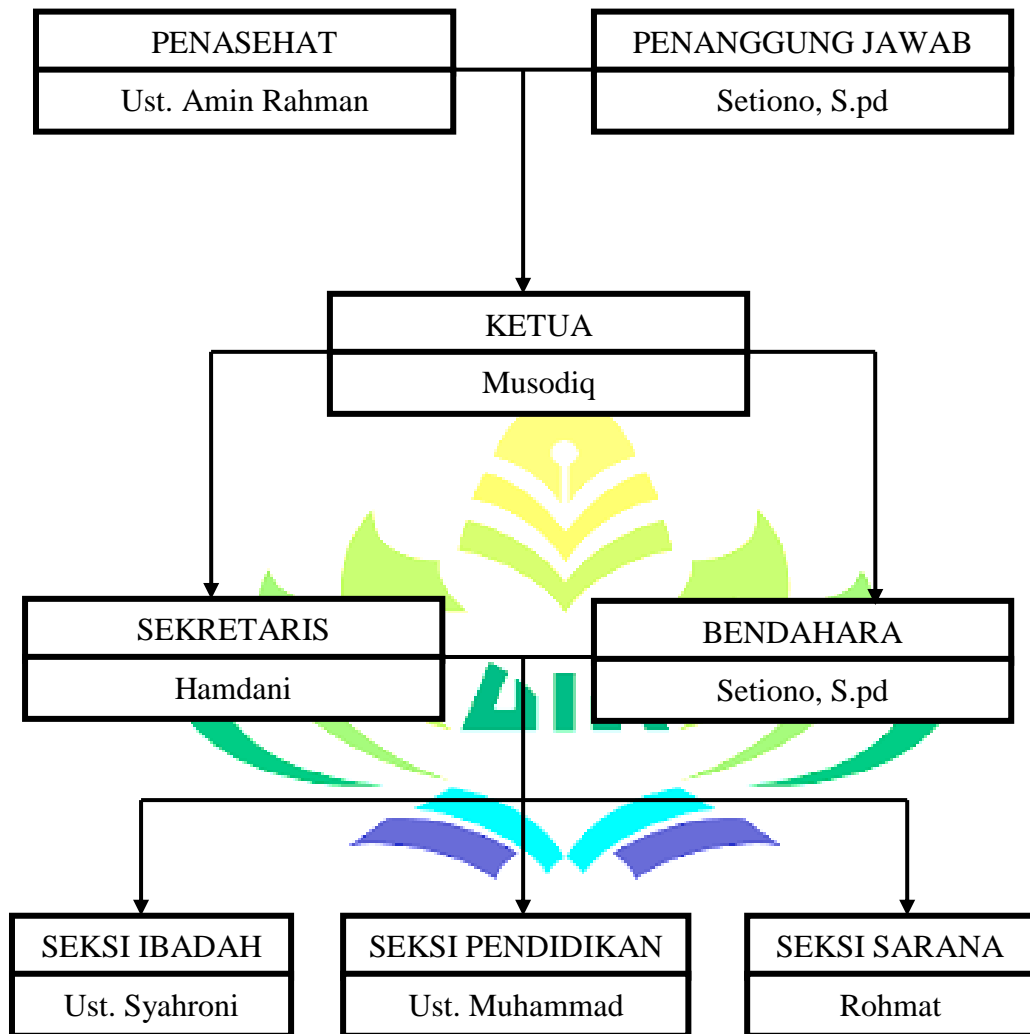 PENASEHAT
Ust. Amin Rahman
PENANGGUNG JAWAB
Setiono, S.pd
KETUA
Musodiq
SEKRETARIS
Hamdani
BENDAHARA
Setiono, S.pd
SEKSI IBADAH
Ust. Syahroni
SEKSI PENDIDIKAN
Ust. Muhammad
SEKSI SARANA
Rohmat